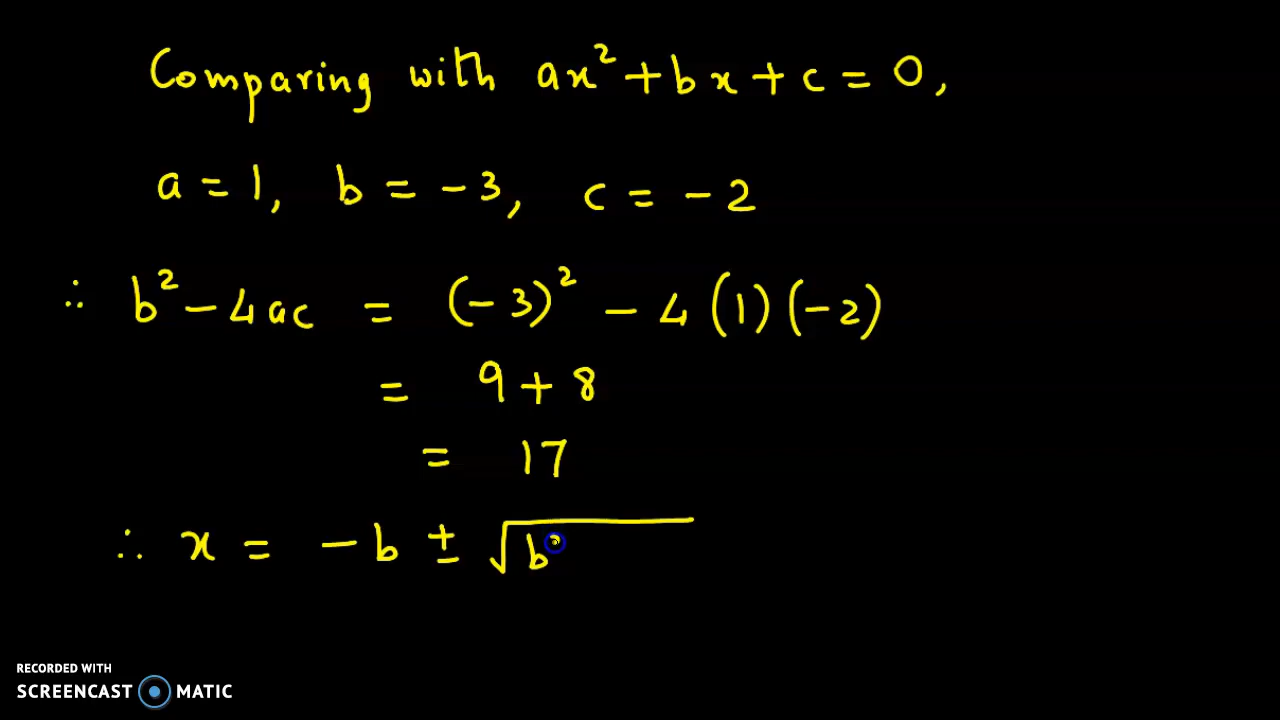 Comparing with ax² + bx + c = 0,
a = 1, b = -3, c = -2
∴ b² - 4ac = (-3)² - 4 (1) (-2)
= 9 + 8
= 17
∴ x = -b ± √b²
RECORDED WITH
SCREENCAST MATIC